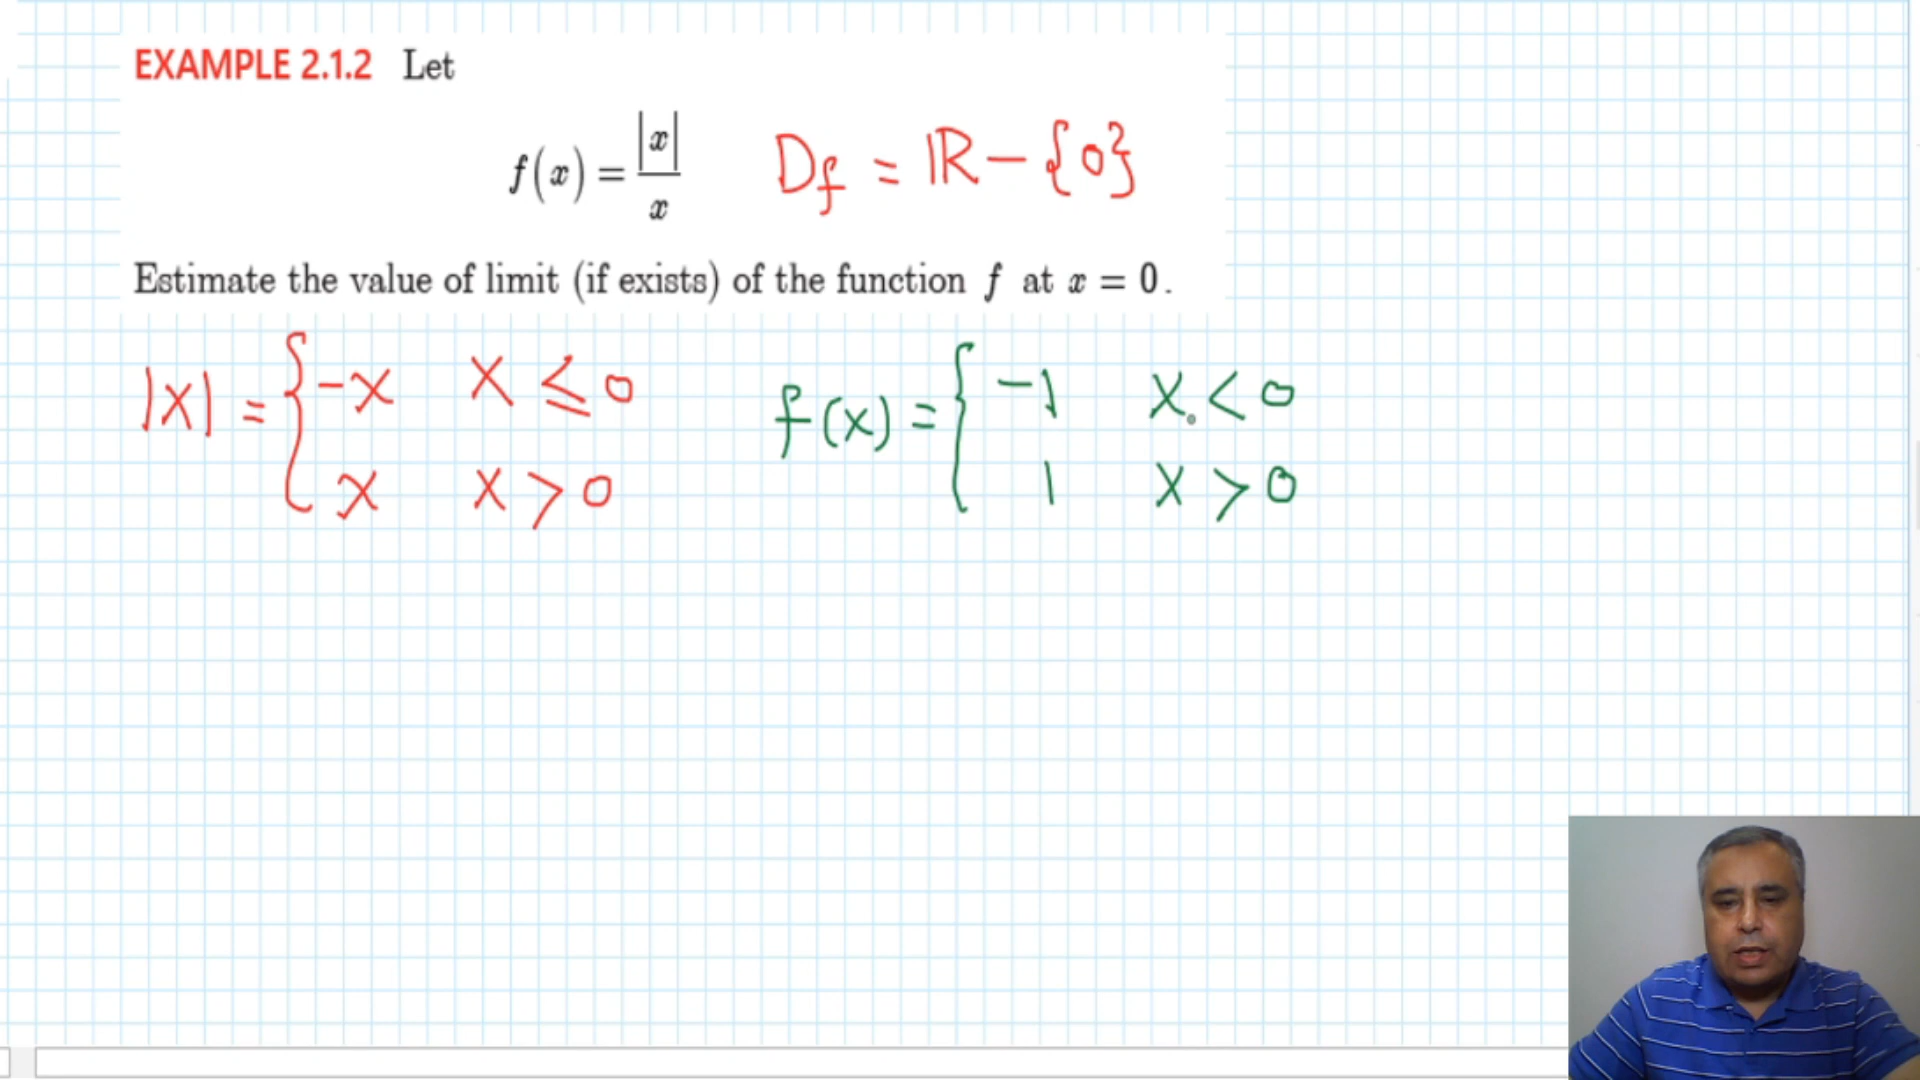 EXAMPLE 2.1.2 Let
f(x) = |x| / x    D_f = ℝ − {0}
Estimate the value of limit (if exists) of the function f at x = 0.
|x| = { −x    x ≤ 0    f(x) = { −1    x < 0
x    x > 0    1    x > 0